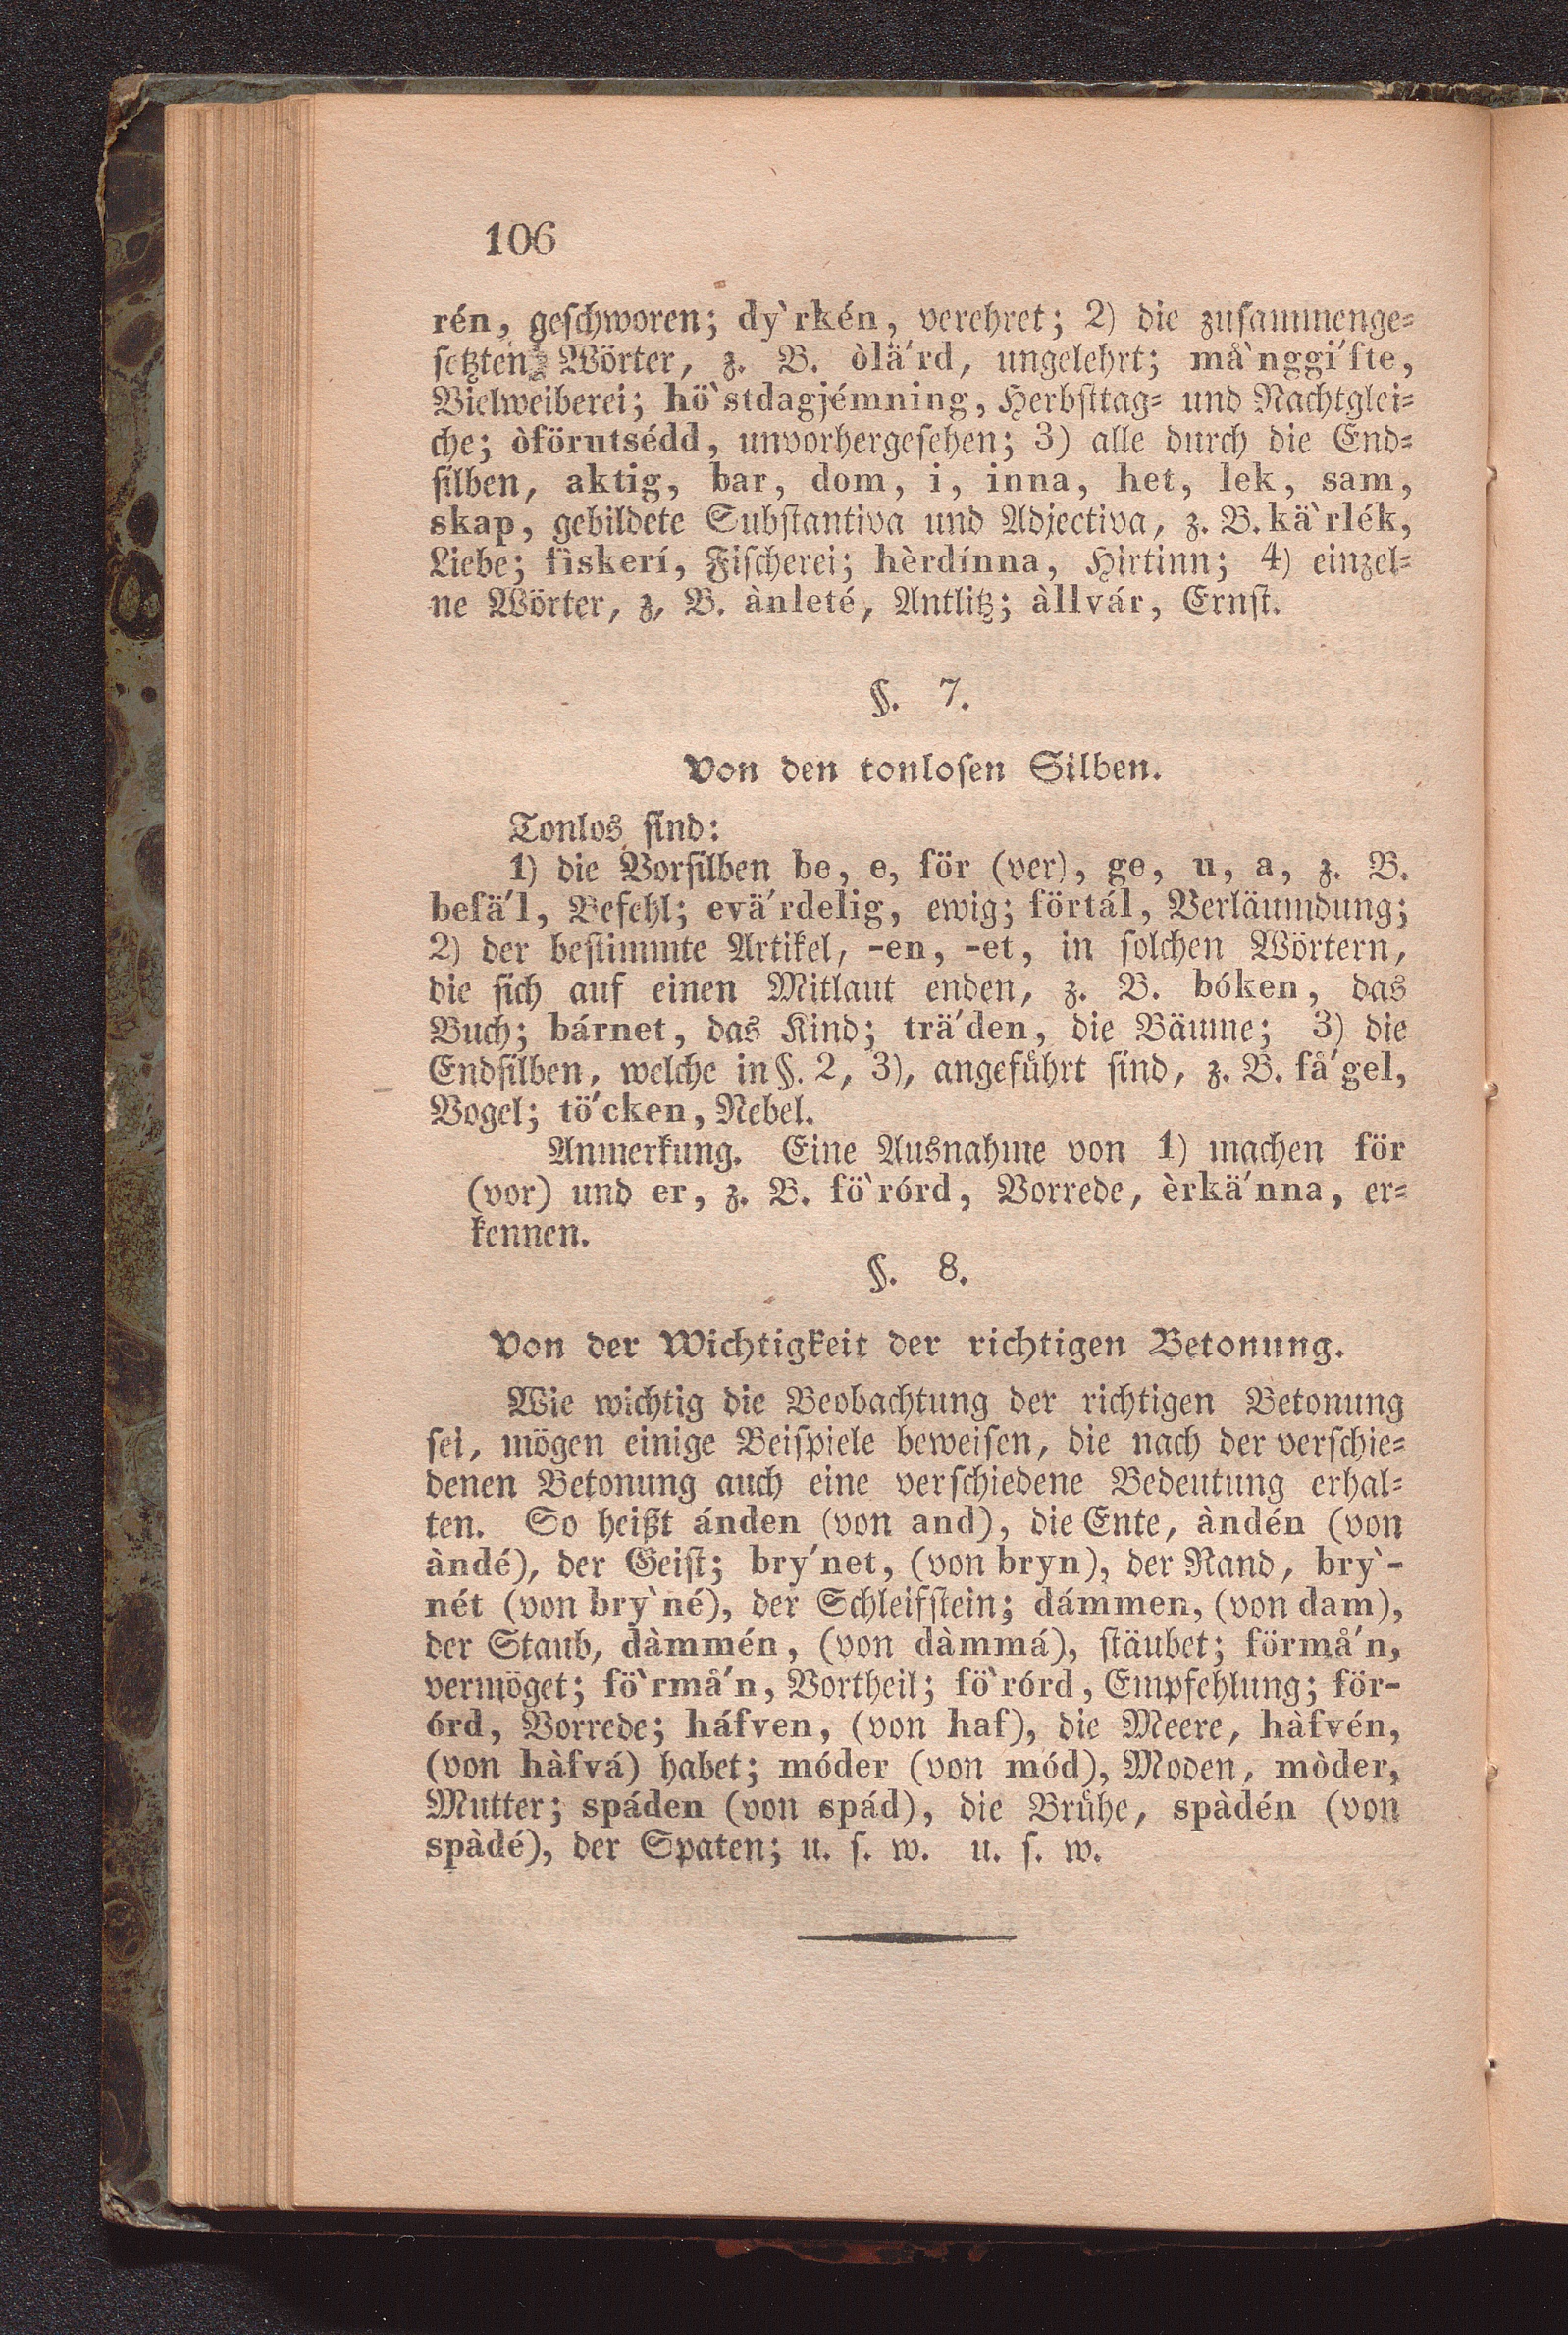 106
rén, geschworen; dy`rkén, verehret; 2) die zusammenge-
setzten Wörter, z. B. òlä´rd, ungelehrt; må`nggi´fte,
Vielweiberei; hö`stdagjémning, Herbsttag- und Nachtglei-
che; òförutsédd, unvorhergesehen; 3) alle durch die End-
silben, aktig, bar, dom, i, inna, het, lek, sam,
skap, gebildete Substantiva und Adjectiva, z. B. kä`rlék,
Liebe; fiskerí, Fischerei; hèrdínna, Hirtinn; 4) einzel-
ne Wörter, z, B. ànleté, Antlitz; àllvár, Ernst.
§. 7.
Von den tonlosen Silben.
Tonlos sind:
1) die Vorsilben be, e, för (ver), ge, u, a, z. B.
befä´l, Befehl; evä´rdelig, ewig; förtál, Verläumdung;
2) der bestimmte Artikel, -en, -et, in solchen Wörtern,
die sich auf einen Mitlaut enden, z. B. bóken, das
Buch; bárnet, das Kind; trä´den, die Bäume; 3) die
Endsilben, welche in §. 2, 3), angeführt sind, z. B. få´gel,
Vogel; tö´cken, Nebel.
Anmerkung. Eine Ausnahme von 1) machen för
(vor) und er, z. B. fö`rórd, Vorrede, èrkä´nna, er-
kennen.
§. 8.
Von der Wichtigkeit der richtigen Betonung.
Wie wichtig die Beobachtung der richtigen Betonung
sei, mögen einige Beispiele beweisen, die nach der verschie-
denen Betonung auch eine verschiedene Bedeutung erhal-
ten. So heißt ánden (von and), die Ente, àndén (von
àndé), der Geist; bry´net, (von bryn), der Rand, bry`-
nét (von bry`né), der Schleifstein; dámmen, (von dam),
der Staub, dàmmén, (von dàmmá), stäubet; förmå´n,
vermöget; fö`rmå´n, Vortheil; fö`rórd, Empfehlung; för-
órd, Vorrede; háfven, (von haf), die Meere, hàfvén,
(von hàfvá) habet; móder (von mód), Moden, mòder,
Mutter; spáden (von spád), die Brühe, spàdén (von
spàdé), der Spaten; u. s. w. u. s. w.